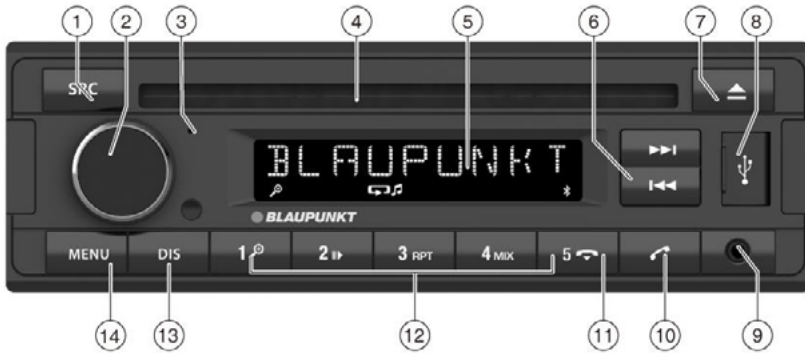 1 2 3 4 5 6 7 8
SRC
BLAUPUNKT
BLAUPUNKT
MENU DIS 1 2 3 RPT 4 MIX 5
14 13 12 11 10 9